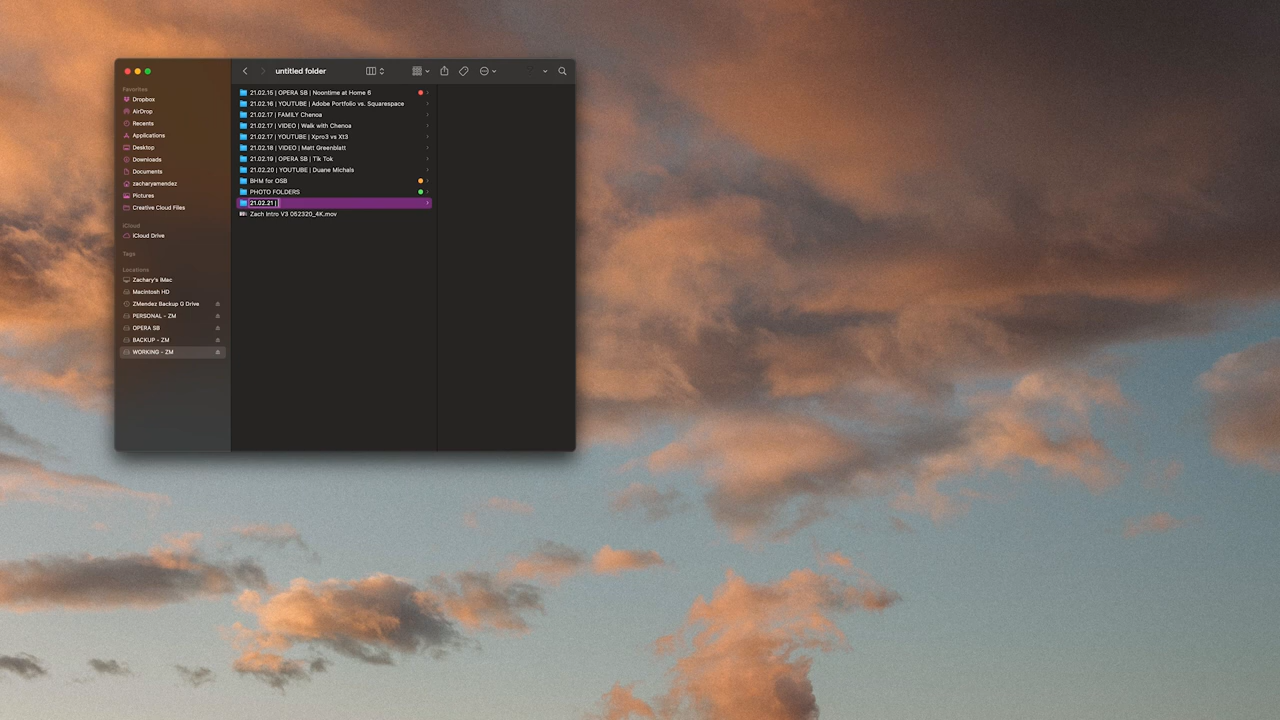 untitled folder
Favorites
Dropbox
AirDrop
Recents
Applications
Desktop
Downloads
Documents
zacharyamendez
Pictures
Creative Cloud Files
iCloud
iCloud Drive
Tags
Locations
Zachary's iMac
Macintosh HD
ZMendez Backup G Drive
PERSONAL - ZM
OPERA SB
BACKUP - ZM
WORKING - ZM
21.02.15 | OPERA SB | Noontime at Home 6
21.02.16 | YOUTUBE | Adobe Portfolio vs. Squarespace
21.02.17 | FAMILY Chenoa
21.02.17 | VIDEO | Walk with Chenoa
21.02.17 | YOUTUBE | Xpro3 vs Xt3
21.02.18 | VIDEO | Matt Greenblatt
21.02.19 | OPERA SB | Tik Tok
21.02.20 | YOUTUBE | Duane Michals
BHM for OSB
PHOTO FOLDERS
21.02.21 |
Zach Intro V3 052320_4K.mov